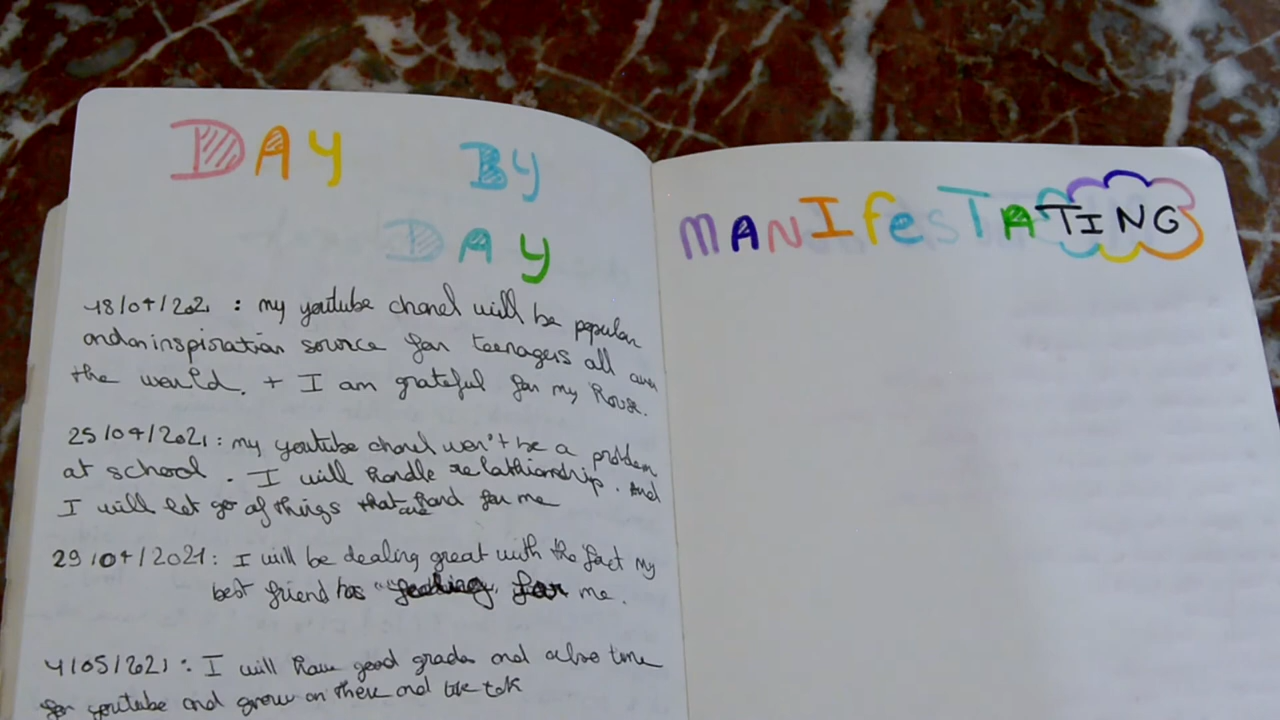 DAY BY
DAY
18/04/2021 : my youtube chanel will be popular
and an inspiration source for teenagers all over
the world. + I am grateful for my house.
25/04/2021 : my youtube chanel won't be a problem
at school. I will handle relathionship. And
I will let go of things that are hard for me
29/04/2021 : I will be dealing great with the fact my
best friend has "feeling" for me.
4/05/2021 : I will have good grades and also time
for youtube and grow on there and tik tok
MANIfesTATING